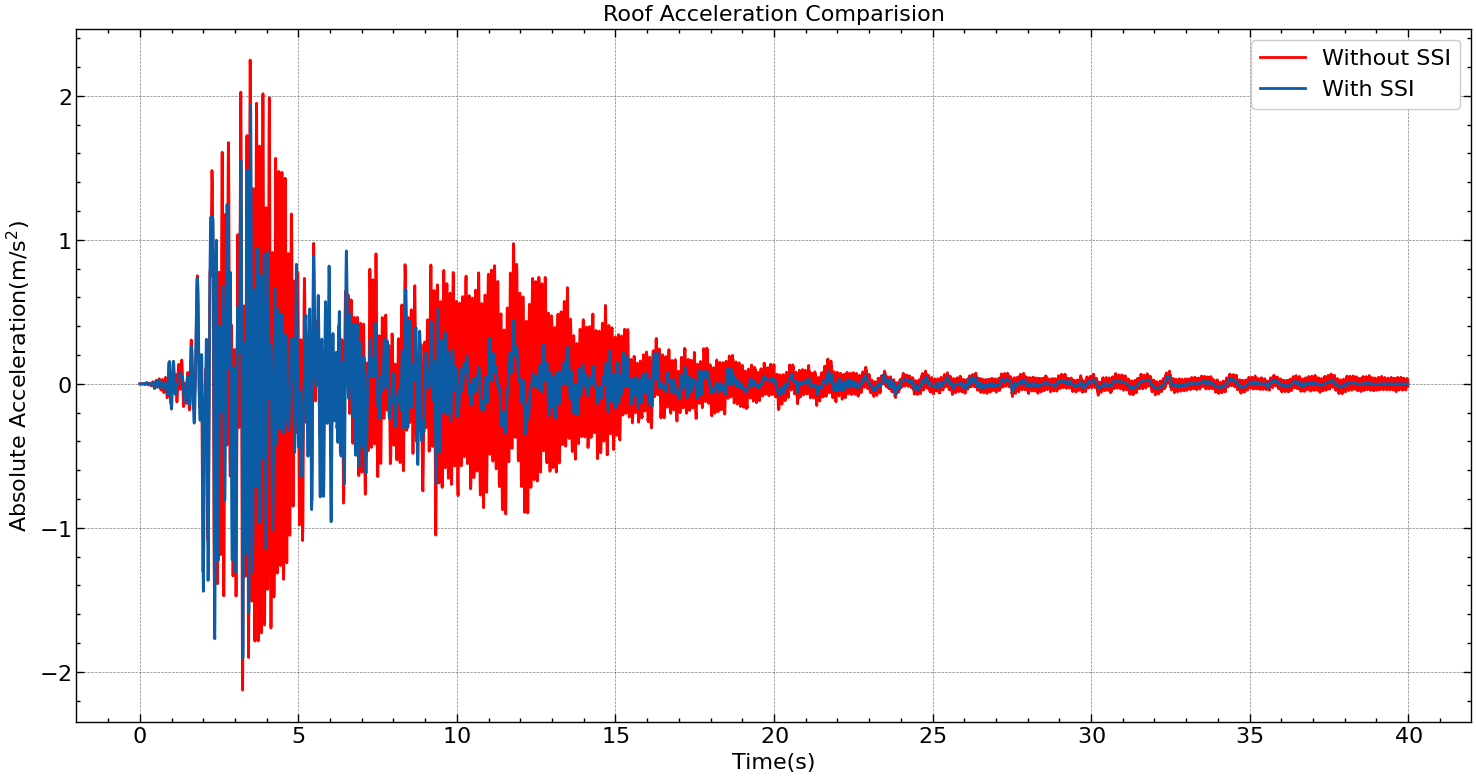 Roof Acceleration Comparision
Without SSI
With SSI
Absolute Acceleration(m/s²)
2
1
0
−1
−2
0 5 10 15 20 25 30 35 40
Time(s)